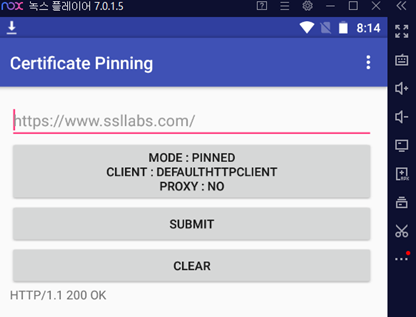 nox 녹스 플레이어 7.0.1.5
8:14
Certificate Pinning
https://www.ssllabs.com/
MODE : PINNED
CLIENT : DEFAULTHTTPCLIENT
PROXY : NO
SUBMIT
CLEAR
HTTP/1.1 200 OK